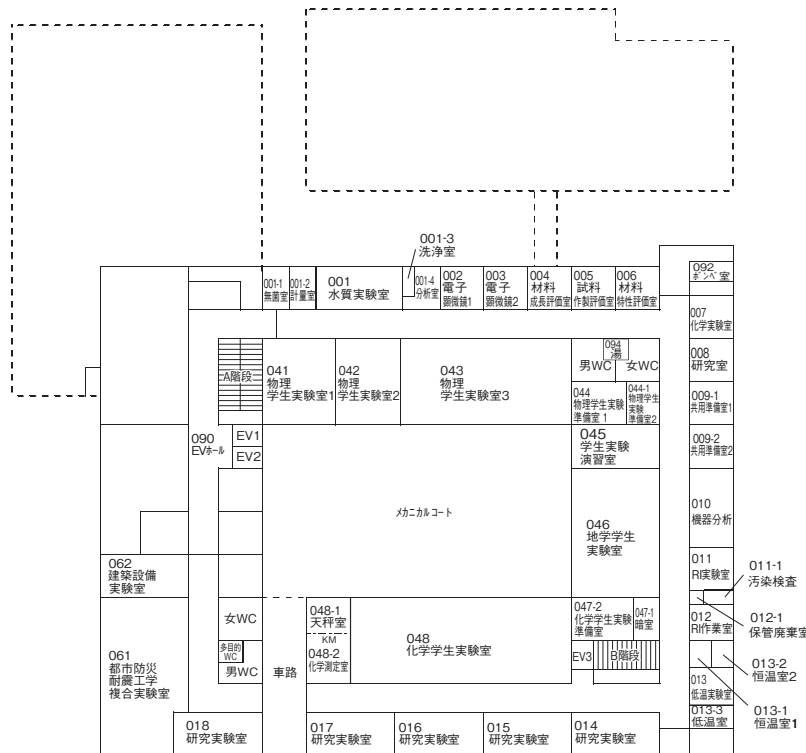 001-3
洗浄室
001-1
無菌室
001-2
計量室
001
水質実験室
001-4
分析室
002
電子
顕微鏡1
003
電子
顕微鏡2
004
材料
成長評価室
005
試料
作製評価室
006
材料
特性評価室
092
ボンベ室
007
化学実験室
008
研究室
009-1
共用準備室1
009-2
共用準備室2
010
機器分析
011
RI実験室
011-1
汚染検査
012
RI作業室
012-1
保管廃棄室
013-2
恒温室2
013
低温実験室
013-1
恒温室1
013-3
低温室
A階段
041
物理
学生実験室1
042
物理
学生実験室2
043
物理
学生実験室3
094
湯
男WC
女WC
044
物理学生実験
準備室 1
044-1
物理学生
実験
準備室2
045
学生実験
演習室
090
EVホール
EV1
EV2
メカニカルコート
046
地学学生
実験室
062
建築設備
実験室
061
都市防災
耐震工学
複合実験室
女WC
多目的
WC
男WC
車路
048-1
天秤室
KM
048-2
化学測定室
048
化学学生実験室
047-2
化学学生実験
準備室
047-1
暗室
EV3
B階段
018
研究実験室
017
研究実験室
016
研究実験室
015
研究実験室
014
研究実験室